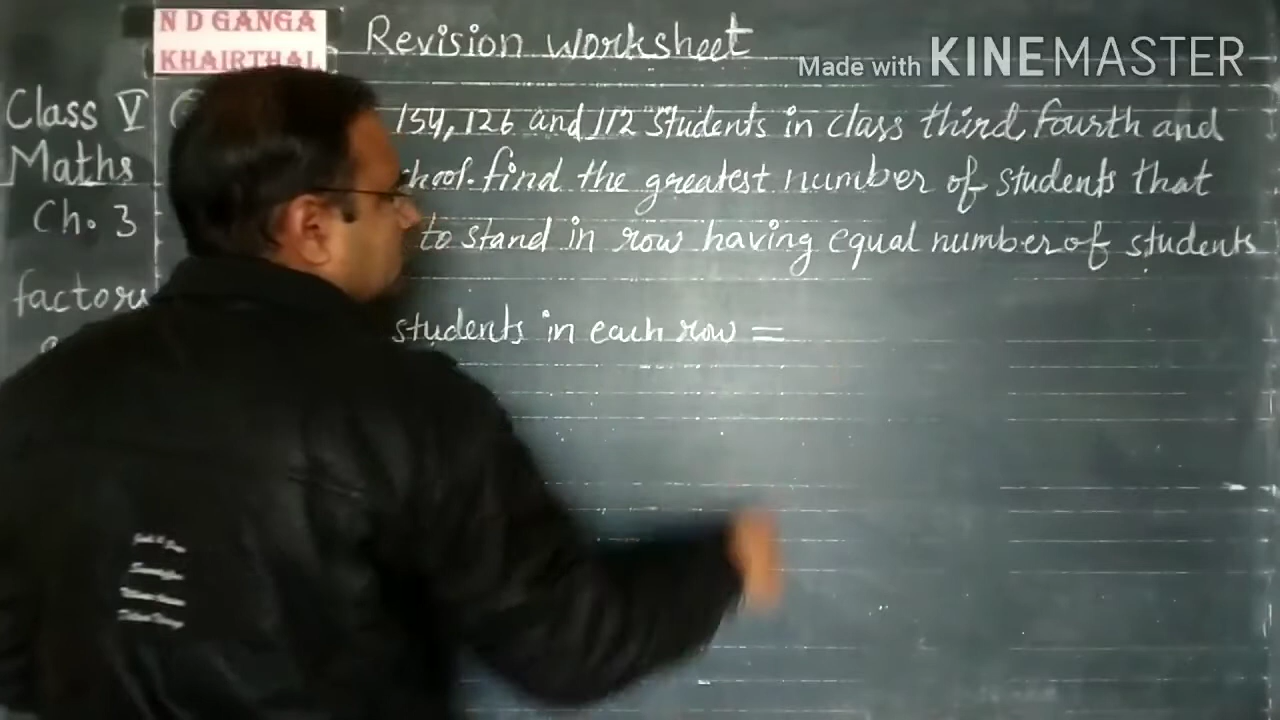 N D GANGA
KHAIRTHAL
Revision worksheet
Made with KINEMASTER
Class V
Maths
Ch. 3
factors
154, 126 and 112 students in class third, fourth and
hool. find the greatest number of students that
to stand in row having equal number of students
students in each row =